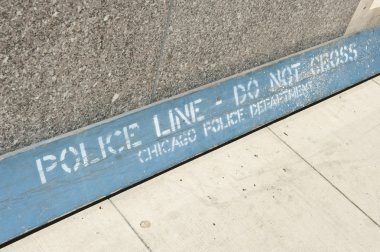 POLICE LINE - DO NOT CROSS
CHICAGO POLICE DEPARTMENT